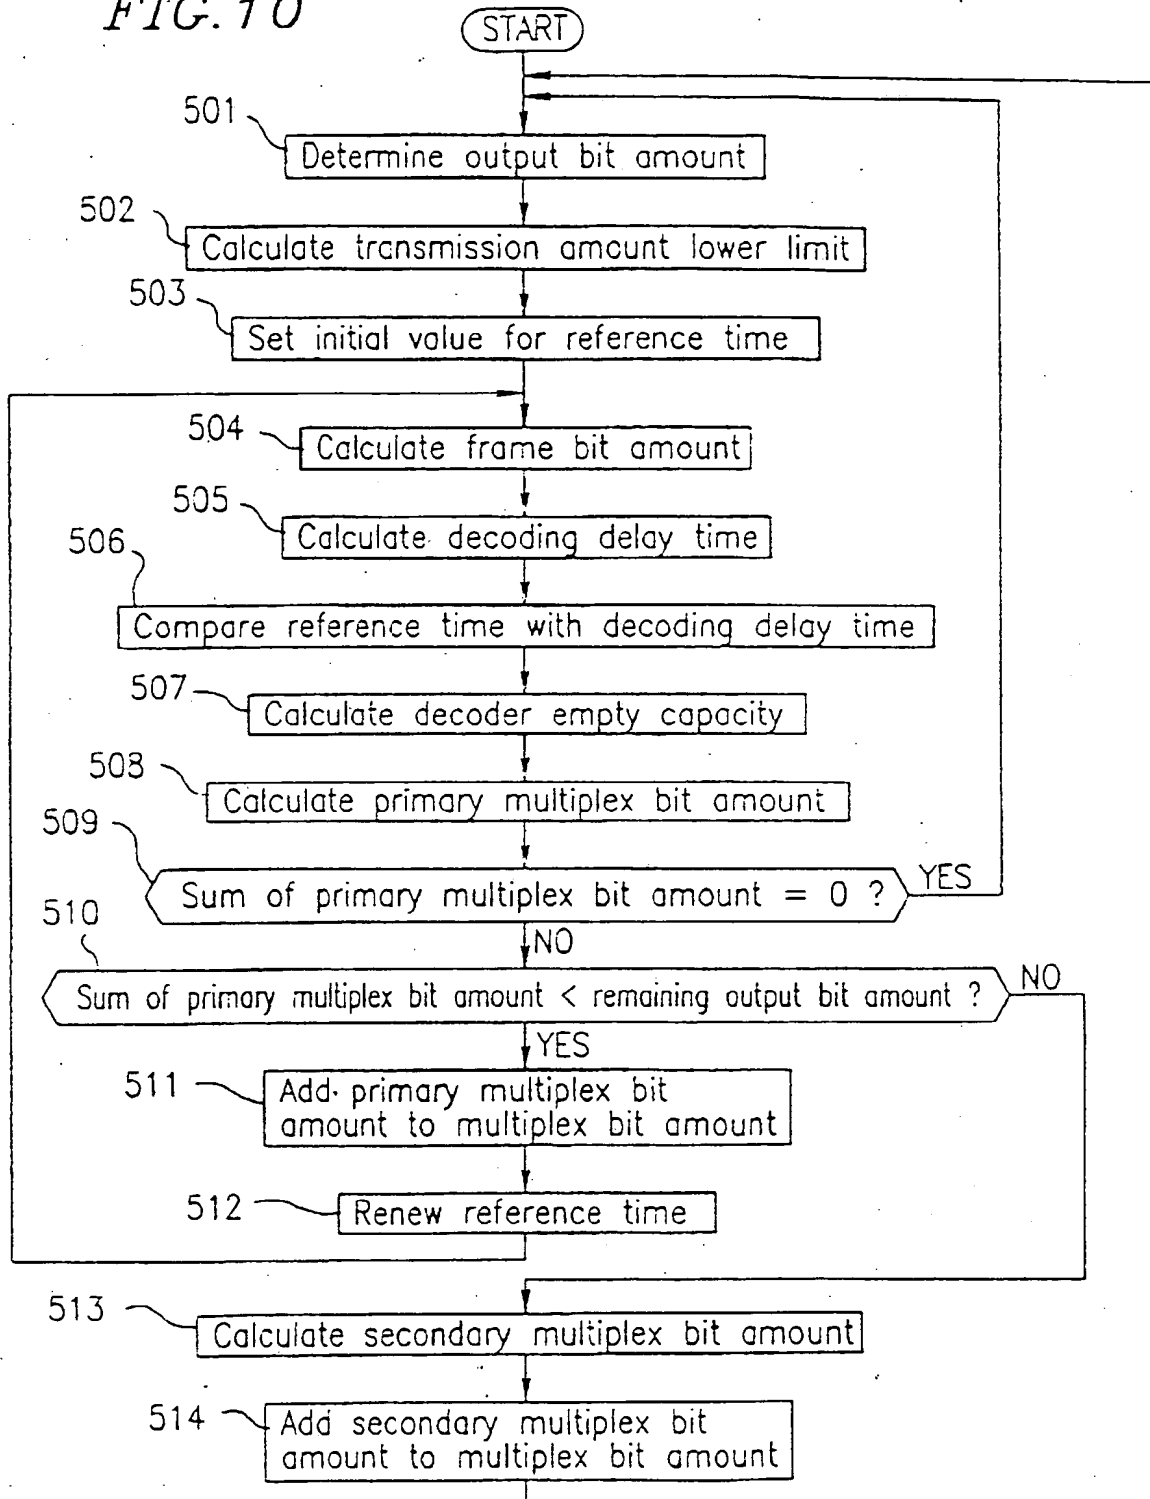 FIG. 10
START
501
Determine output bit amount
502
Calculate transmission amount lower limit
503
Set initial value for reference time
504
Calculate frame bit amount
505
Calculate decoding delay time
506
Compare reference time with decoding delay time
507
Calculate decoder empty capacity
508
Calculate primary multiplex bit amount
509
Sum of primary multiplex bit amount = 0 ?
YES
510
NO
Sum of primary multiplex bit amount < remaining output bit amount ?
NO
YES
511
Add primary multiplex bit
amount to multiplex bit amount
512
Renew reference time
513
Calculate secondary multiplex bit amount
514
Add secondary multiplex bit
amount to multiplex bit amount